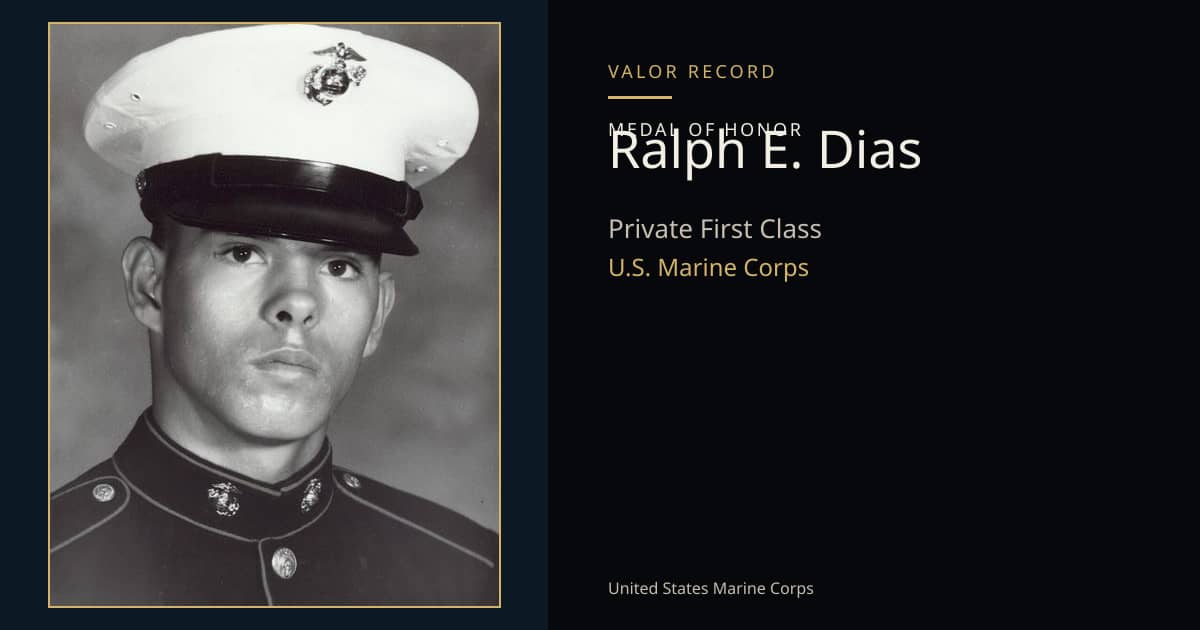 VALOR RECORD
MEDAL OF HONOR
Ralph E. Dias
Private First Class
U.S. Marine Corps
United States Marine Corps